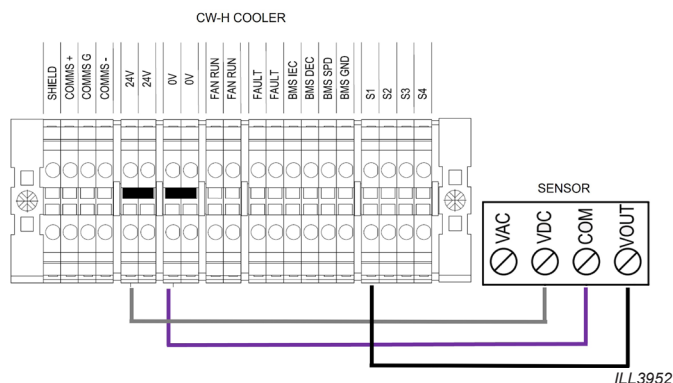 CW-H COOLER
SHIELD
COMMS +
COMMS G
COMMS -
24V
24V
0V
0V
FAN RUN
FAN RUN
FAULT
FAULT
BMS IEC
BMS DEC
BMS SPD
BMS GND
S1
S2
S3
S4
SENSOR
VAC
VDC
COM
VOUT
ILL3952